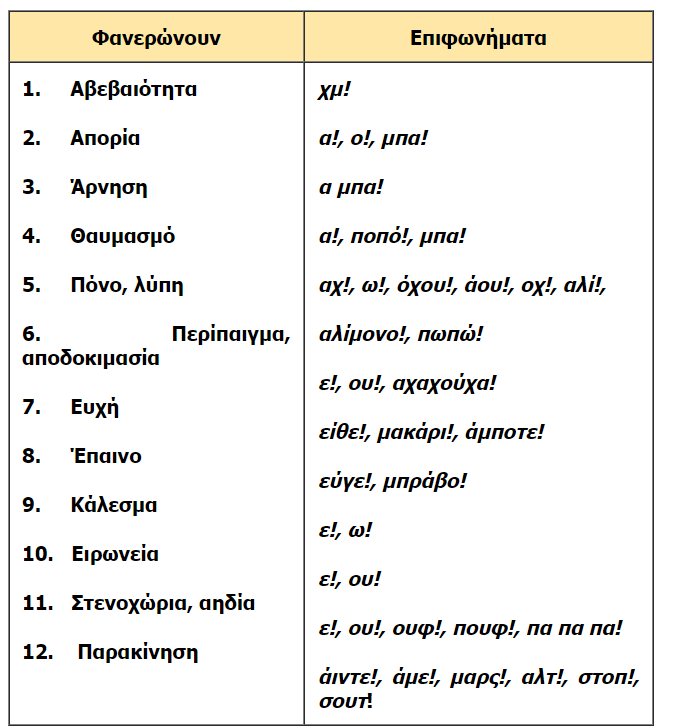 Φανερώνουν
Επιφωνήματα
1. Αβεβαιότητα
2. Απορία
3. Άρνηση
4. Θαυμασμό
5. Πόνο, λύπη
6. Περίπαιγμα,
αποδοκιμασία
7. Ευχή
8. Έπαινο
9. Κάλεσμα
10. Ειρωνεία
11. Στενοχώρια, αηδία
12. Παρακίνηση
χμ!
α!, ο!, μπα!
α μπα!
α!, ποπό!, μπα!
αχ!, ω!, όχου!, άου!, οχ!, αλί!,
αλίμονο!, πωπώ!
ε!, ου!, αχαχούχα!
είθε!, μακάρι!, άμποτε!
εύγε!, μπράβο!
ε!, ω!
ε!, ου!
ε!, ου!, ουφ!, πουφ!, πα πα πα!
άιντε!, άμε!, μαρς!, αλτ!, στοπ!,
σουτ!